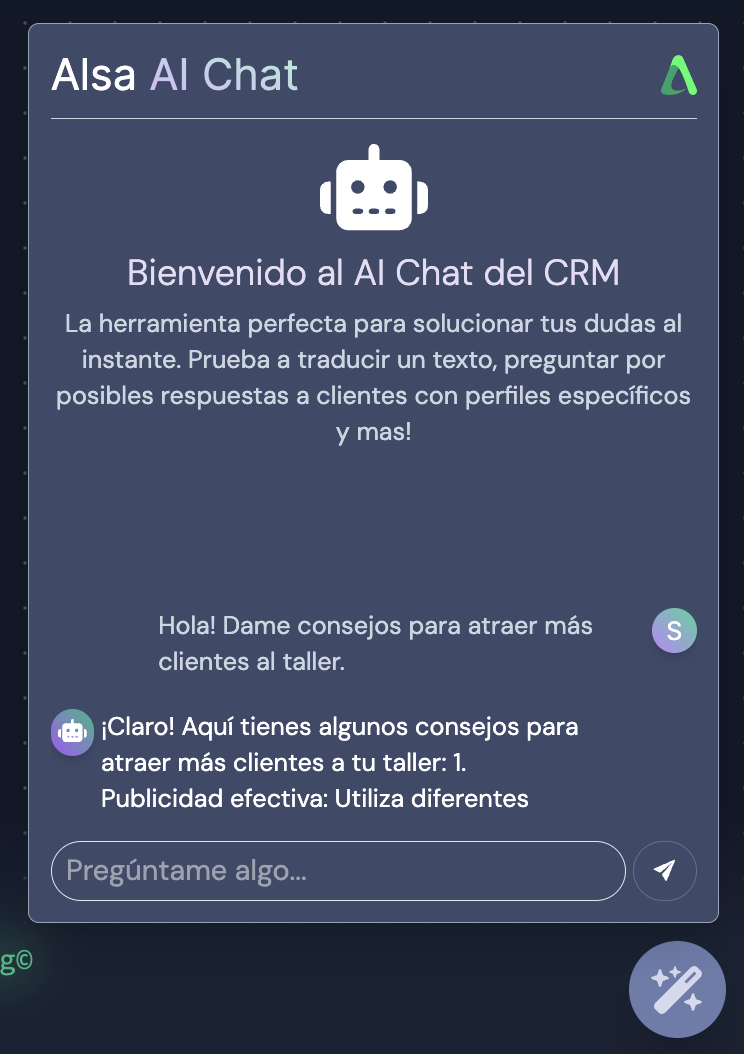 Alsa AI Chat
Bienvenido al AI Chat del CRM
La herramienta perfecta para solucionar tus dudas al
instante. Prueba a traducir un texto, preguntar por
posibles respuestas a clientes con perfiles específicos
y mas!
Hola! Dame consejos para atraer más
clientes al taller.
S
¡Claro! Aquí tienes algunos consejos para
atraer más clientes a tu taller: 1.
Publicidad efectiva: Utiliza diferentes
Pregúntame algo...
g©